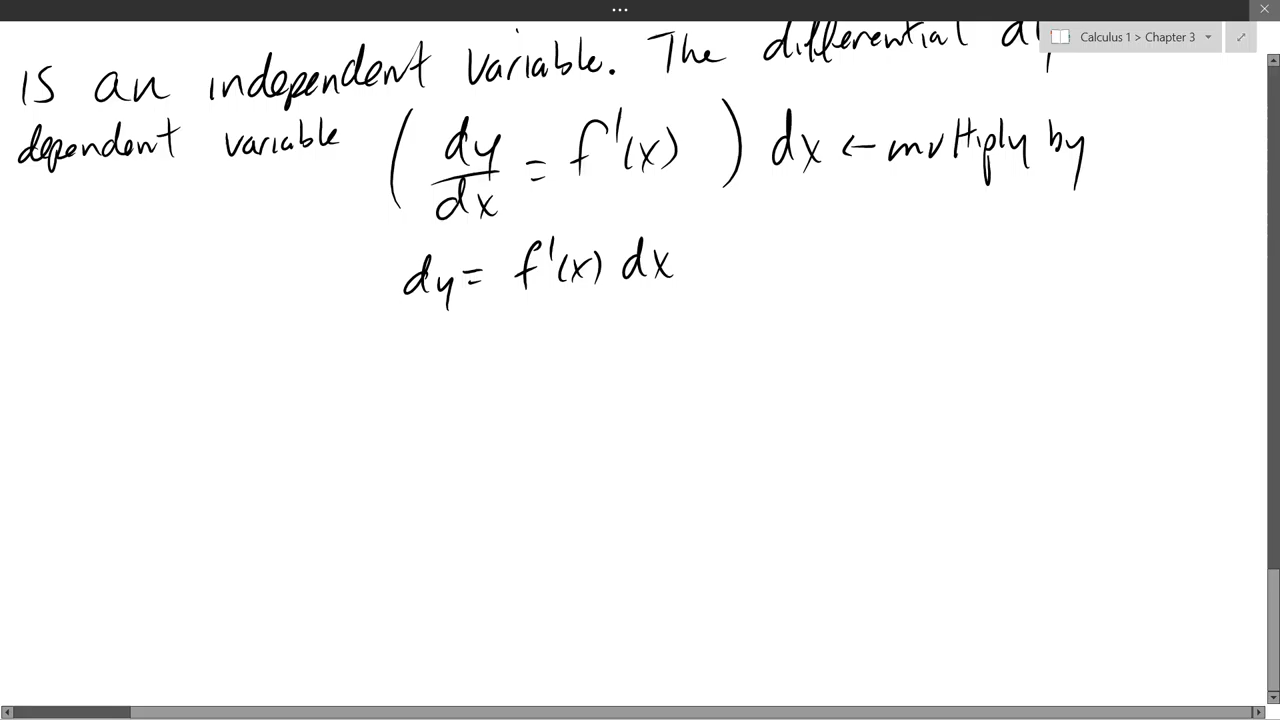 ...
Calculus 1 > Chapter 3
is an independent variable. The differential
dependent variable ( dy/dx = f'(x) ) dx ← multiply by
dy = f'(x) dx